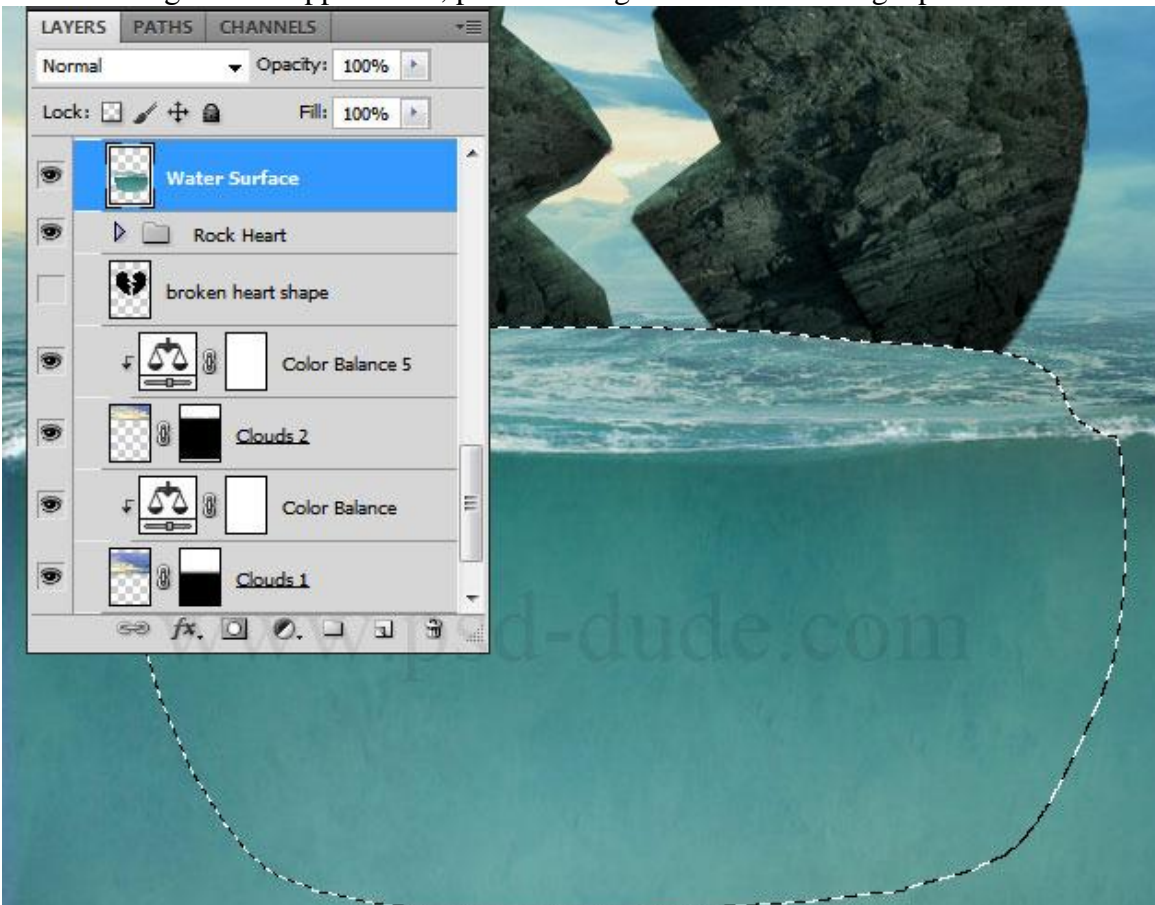 LAYERS PATHS CHANNELS
Normal Opacity: 100%
Lock: Fill: 100%
Water Surface
Rock Heart
broken heart shape
Color Balance 5
Clouds 2
Color Balance
Clouds 1
fx.
www.psd-dude.com